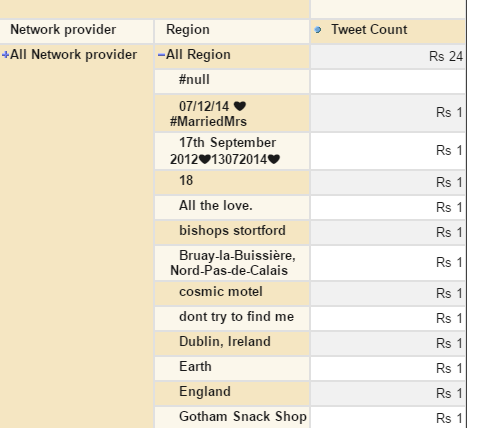 Network provider Region Tweet Count
+All Network provider −All Region Rs 24
#null
07/12/14 ♥
#MarriedMrs Rs 1
17th September
2012♥13072014♥ Rs 1
18 Rs 1
All the love. Rs 1
bishops stortford Rs 1
Bruay-la-Buissière,
Nord-Pas-de-Calais Rs 1
cosmic motel Rs 1
dont try to find me Rs 1
Dublin, Ireland Rs 1
Earth Rs 1
England Rs 1
Gotham Snack Shop Rs 1